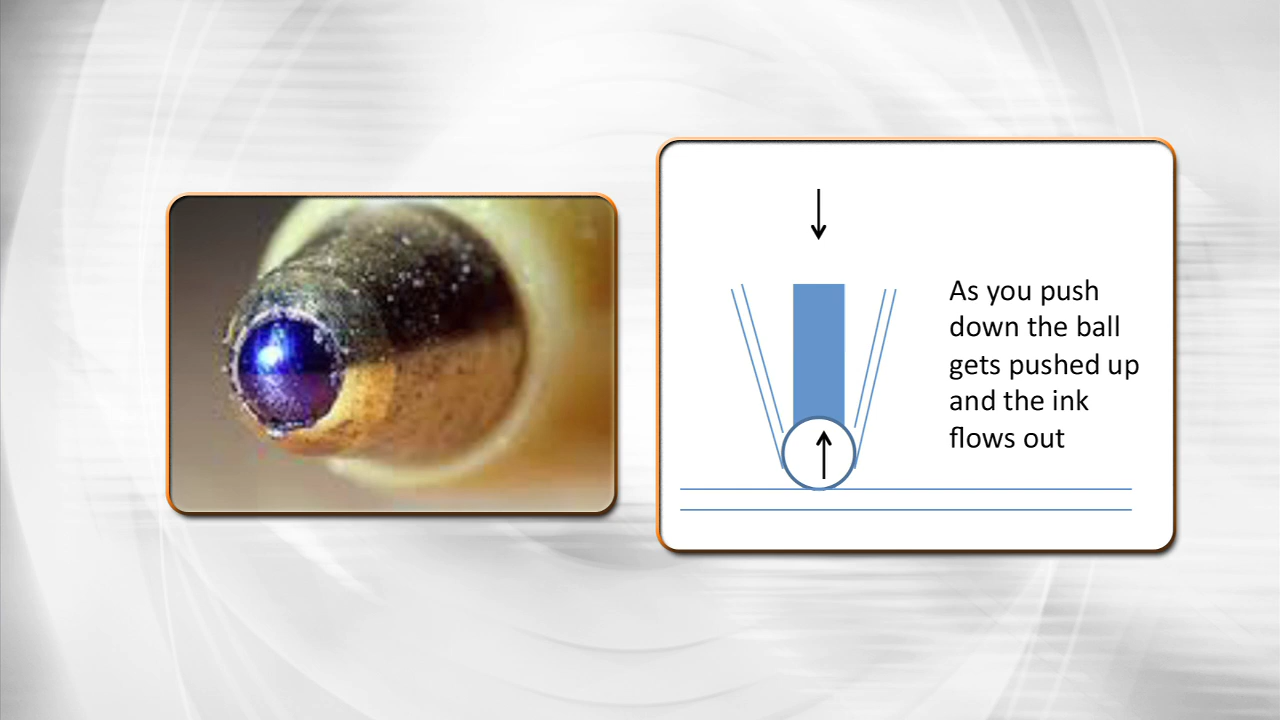 As you push
down the ball
gets pushed up
and the ink
flows out